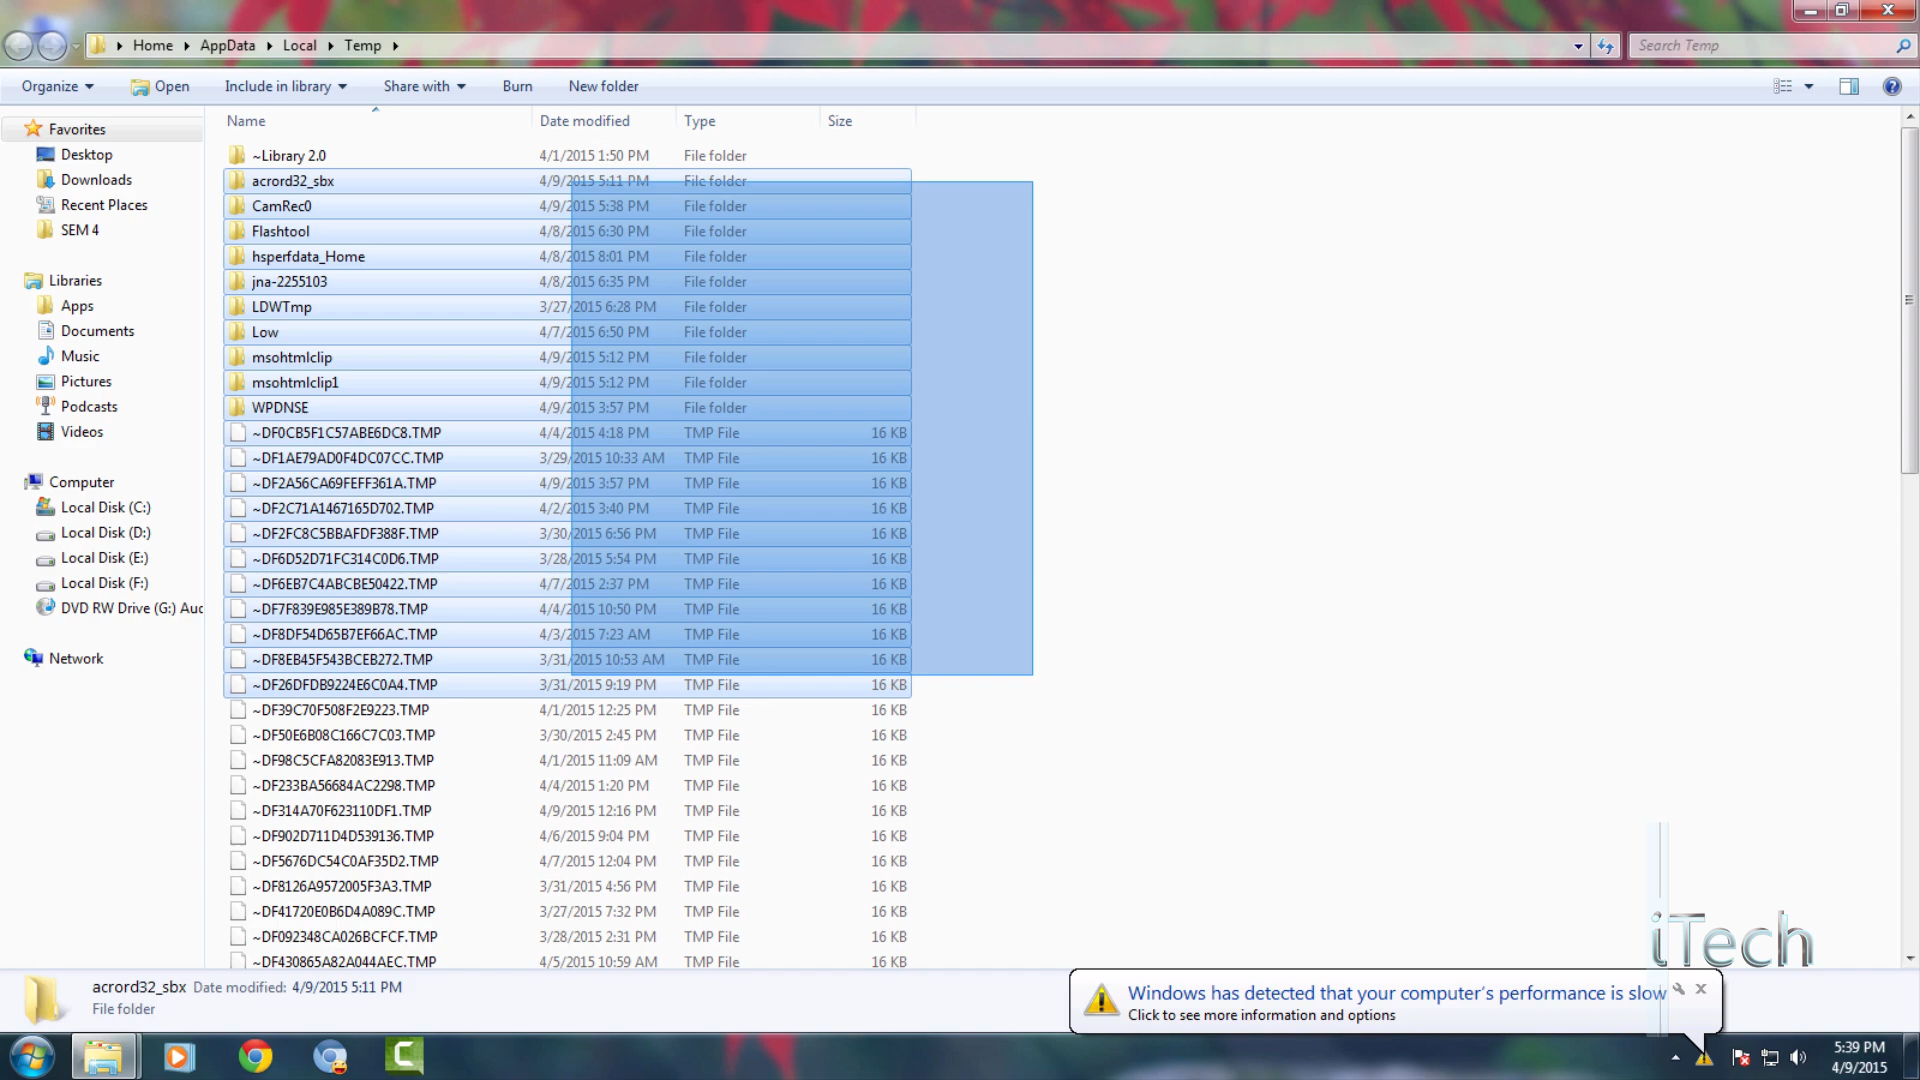 Home AppData Local Temp
Search Temp
Organize Open Include in library Share with Burn New folder
Name Date modified Type Size
~Library 2.0 4/1/2015 1:50 PM File folder
acrord32_sbx 4/9/2015 5:11 PM File folder
CamRec0 4/9/2015 5:38 PM File folder
Flashtool 4/8/2015 6:30 PM File folder
hsperfdata_Home 4/8/2015 8:01 PM File folder
jna-2255103 4/8/2015 6:35 PM File folder
LDWTmp 3/27/2015 6:28 PM File folder
Low 4/7/2015 6:50 PM File folder
msohtmlclip 4/9/2015 5:12 PM File folder
msohtmlclip1 4/9/2015 5:12 PM File folder
WPDNSE 4/9/2015 3:57 PM File folder
~DF0CB5F1C57ABE6DC8.TMP 4/4/2015 4:18 PM TMP File 16 KB
~DF1AE79AD0F4DC07CC.TMP 3/29/2015 10:33 AM TMP File 16 KB
~DF2A56CA69FEFF361A.TMP 4/9/2015 3:57 PM TMP File 16 KB
~DF2C71A1467165D702.TMP 4/2/2015 3:40 PM TMP File 16 KB
~DF2FC8C5BBAFDF388F.TMP 3/30/2015 6:56 PM TMP File 16 KB
~DF6D52D71FC314C0D6.TMP 3/28/2015 5:54 PM TMP File 16 KB
~DF6EB7C4ABCBE50422.TMP 4/7/2015 2:37 PM TMP File 16 KB
~DF7F839E985E389B78.TMP 4/4/2015 10:50 PM TMP File 16 KB
~DF8DF54D65B7EF66AC.TMP 4/3/2015 7:23 AM TMP File 16 KB
~DF8EB45F543BCEB272.TMP 3/31/2015 10:53 AM TMP File 16 KB
~DF26DFDB9224E6C0A4.TMP 3/31/2015 9:19 PM TMP File 16 KB
~DF39C70F508F2E9223.TMP 4/1/2015 12:25 PM TMP File 16 KB
~DF50E6B08C166C7C03.TMP 3/30/2015 2:45 PM TMP File 16 KB
~DF98C5CFA82083E913.TMP 4/1/2015 11:09 AM TMP File 16 KB
~DF233BA56684AC2298.TMP 4/4/2015 1:20 PM TMP File 16 KB
~DF314A70F623110DF1.TMP 4/9/2015 12:16 PM TMP File 16 KB
~DF902D711D4D539136.TMP 4/6/2015 9:04 PM TMP File 16 KB
~DF5676DC54C0AF35D2.TMP 4/7/2015 12:04 PM TMP File 16 KB
~DF8126A9572005F3A3.TMP 3/31/2015 4:56 PM TMP File 16 KB
~DF41720E0B6D4A089C.TMP 3/27/2015 7:32 PM TMP File 16 KB
~DF092348CA026BCFCF.TMP 3/28/2015 2:31 PM TMP File 16 KB
~DF430865A82A044AEC.TMP 4/5/2015 10:59 AM TMP File 16 KB
Favorites
Desktop
Downloads
Recent Places
SEM 4
Libraries
Apps
Documents
Music
Pictures
Podcasts
Videos
Computer
Local Disk (C:)
Local Disk (D:)
Local Disk (E:)
Local Disk (F:)
DVD RW Drive (G:) Auc
Network
iTech
acrord32_sbx Date modified: 4/9/2015 5:11 PM
File folder
Windows has detected that your computer's performance is slow
Click to see more information and options
5:39 PM
4/9/2015